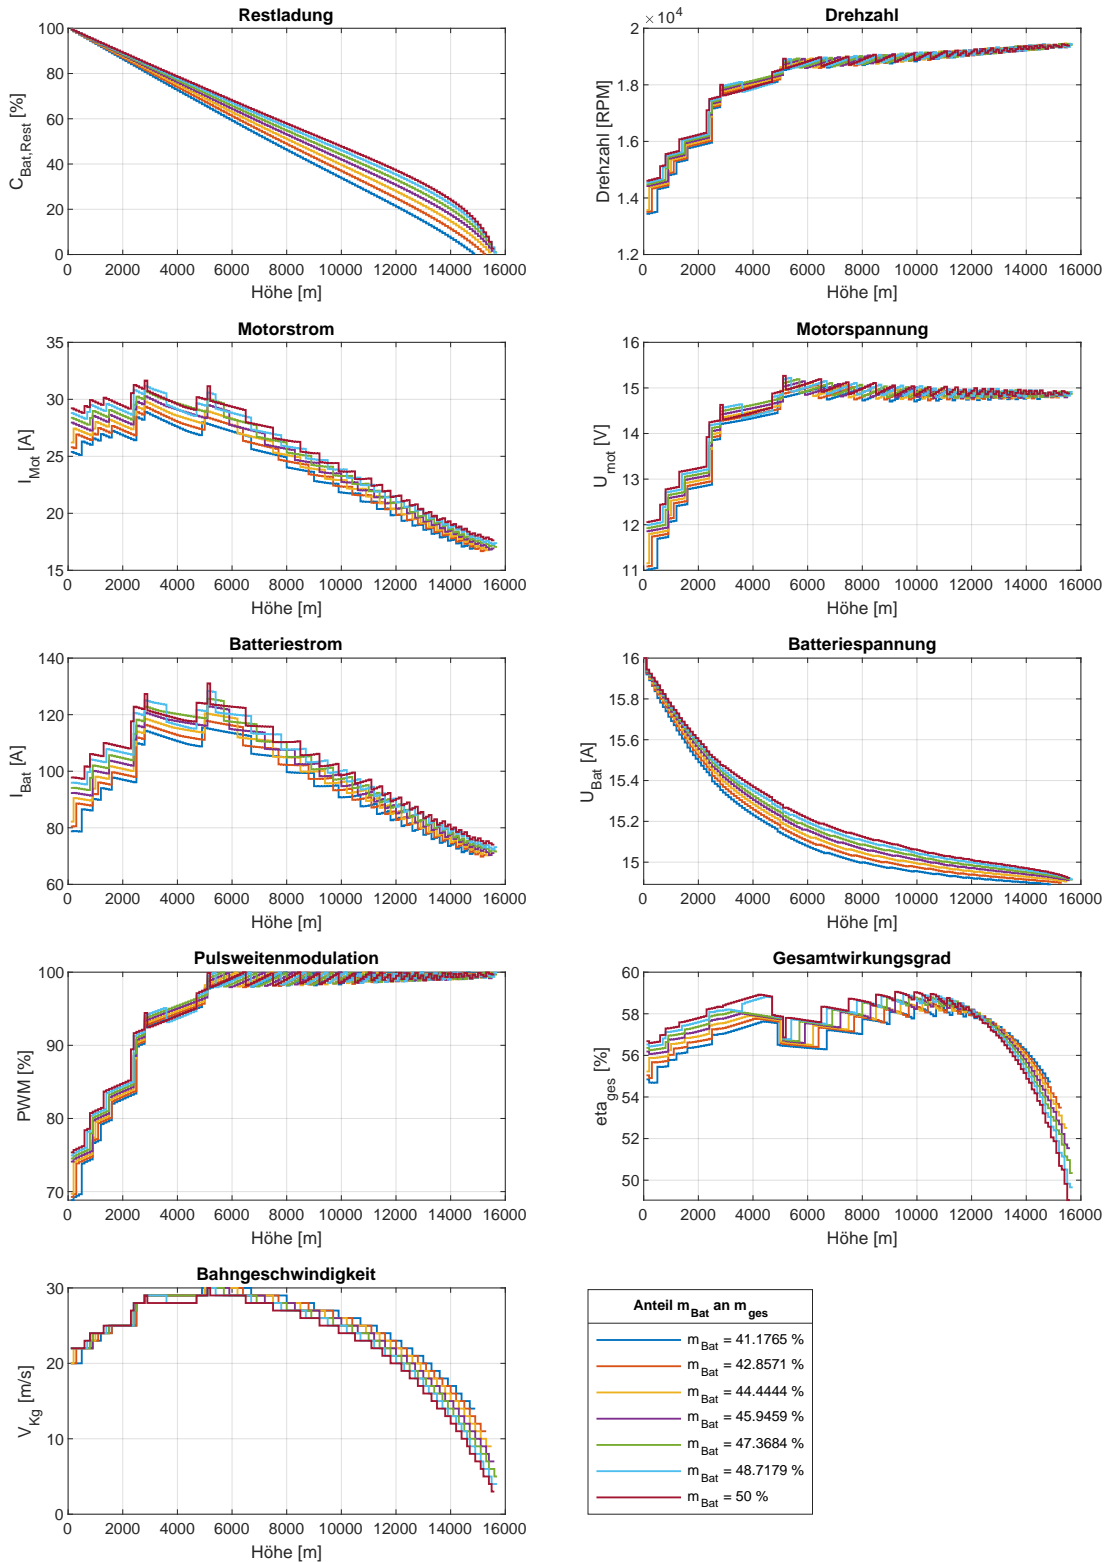 Restladung
100
80
60
40
20
0
C_Bat,Rest [%]
0 2000 4000 6000 8000 10000 12000 14000 16000
Höhe [m]
Drehzahl
×10^4
2
1.8
1.6
1.4
1.2
Drehzahl [RPM]
0 2000 4000 6000 8000 10000 12000 14000 16000
Höhe [m]
Motorstrom
35
30
25
20
15
I_Mot [A]
0 2000 4000 6000 8000 10000 12000 14000 16000
Höhe [m]
Motorspannung
16
15
14
13
12
11
U_mot [V]
0 2000 4000 6000 8000 10000 12000 14000 16000
Höhe [m]
Batteriestrom
140
120
100
80
60
I_Bat [A]
0 2000 4000 6000 8000 10000 12000 14000 16000
Höhe [m]
Batteriespannung
16
15.8
15.6
15.4
15.2
15
U_Bat [A]
0 2000 4000 6000 8000 10000 12000 14000 16000
Höhe [m]
Pulsweitenmodulation
100
90
80
70
PWM [%]
0 2000 4000 6000 8000 10000 12000 14000 16000
Höhe [m]
Gesamtwirkungsgrad
60
58
56
54
52
50
eta_ges [%]
0 2000 4000 6000 8000 10000 12000 14000 16000
Höhe [m]
Bahngeschwindigkeit
30
20
10
0
V_Kg [m/s]
0 2000 4000 6000 8000 10000 12000 14000 16000
Höhe [m]
Anteil m_Bat an m_ges
m_Bat = 41.1765 %
m_Bat = 42.8571 %
m_Bat = 44.4444 %
m_Bat = 45.9459 %
m_Bat = 47.3684 %
m_Bat = 48.7179 %
m_Bat = 50 %